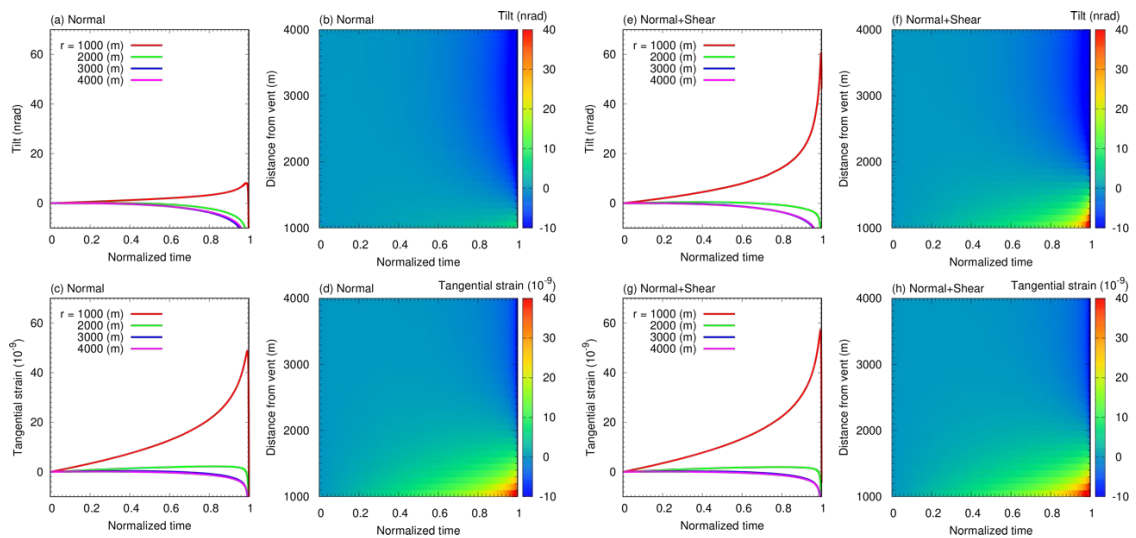 (a) Normal
r = 1000 (m)
2000 (m)
3000 (m)
4000 (m)
Tilt (nrad)
60
40
20
0
0 0.2 0.4 0.6 0.8 1
Normalized time
(b) Normal
Tilt (nrad)
Distance from vent (m)
4000
3000
2000
1000
0 0.2 0.4 0.6 0.8 1
Normalized time
40
30
20
10
0
-10
(e) Normal+Shear
r = 1000 (m)
2000 (m)
3000 (m)
4000 (m)
Tilt (nrad)
60
40
20
0
0 0.2 0.4 0.6 0.8 1
Normalized time
(f) Normal+Shear
Tilt (nrad)
Distance from vent (m)
4000
3000
2000
1000
0 0.2 0.4 0.6 0.8 1
Normalized time
40
30
20
10
0
-10
(c) Normal
r = 1000 (m)
2000 (m)
3000 (m)
4000 (m)
Tangential strain (10⁻⁹)
60
40
20
0
0 0.2 0.4 0.6 0.8 1
Normalized time
(d) Normal
Tangential strain (10⁻⁹)
Distance from vent (m)
4000
3000
2000
1000
0 0.2 0.4 0.6 0.8 1
Normalized time
40
30
20
10
0
-10
(g) Normal+Shear
r = 1000 (m)
2000 (m)
3000 (m)
4000 (m)
Tangential strain (10⁻⁹)
60
40
20
0
0 0.2 0.4 0.6 0.8 1
Normalized time
(h) Normal+Shear
Tangential strain (10⁻⁹)
Distance from vent (m)
4000
3000
2000
1000
0 0.2 0.4 0.6 0.8 1
Normalized time
40
30
20
10
0
-10